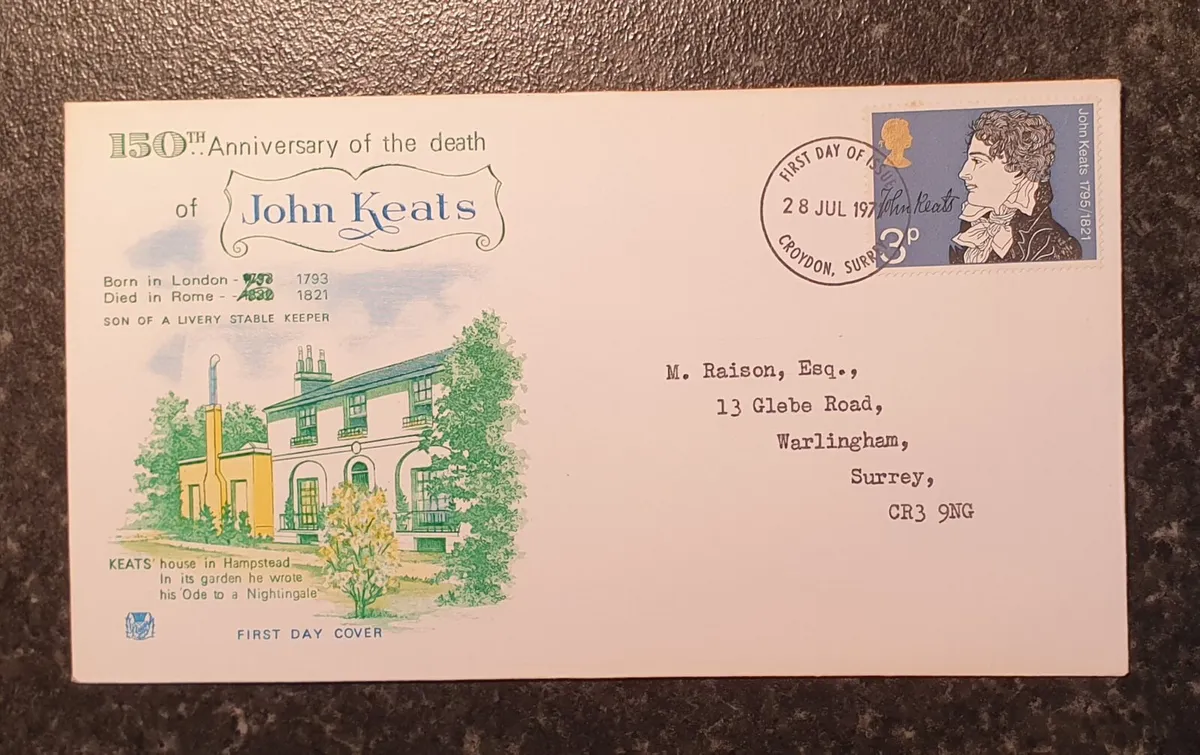 150TH Anniversary of the death
of John Keats
Born in London - 1793
Died in Rome - - 1821
SON OF A LIVERY STABLE KEEPER
KEATS' house in Hampstead
In its garden he wrote
his 'Ode to a Nightingale'
FIRST DAY COVER
FIRST DAY OF ISSUE
28 JUL 197
CROYDON, SURREY
John Keats
3P
John Keats 1795/1821
M. Raison, Esq.,
13 Glebe Road,
Warlingham,
Surrey,
CR3 9NG